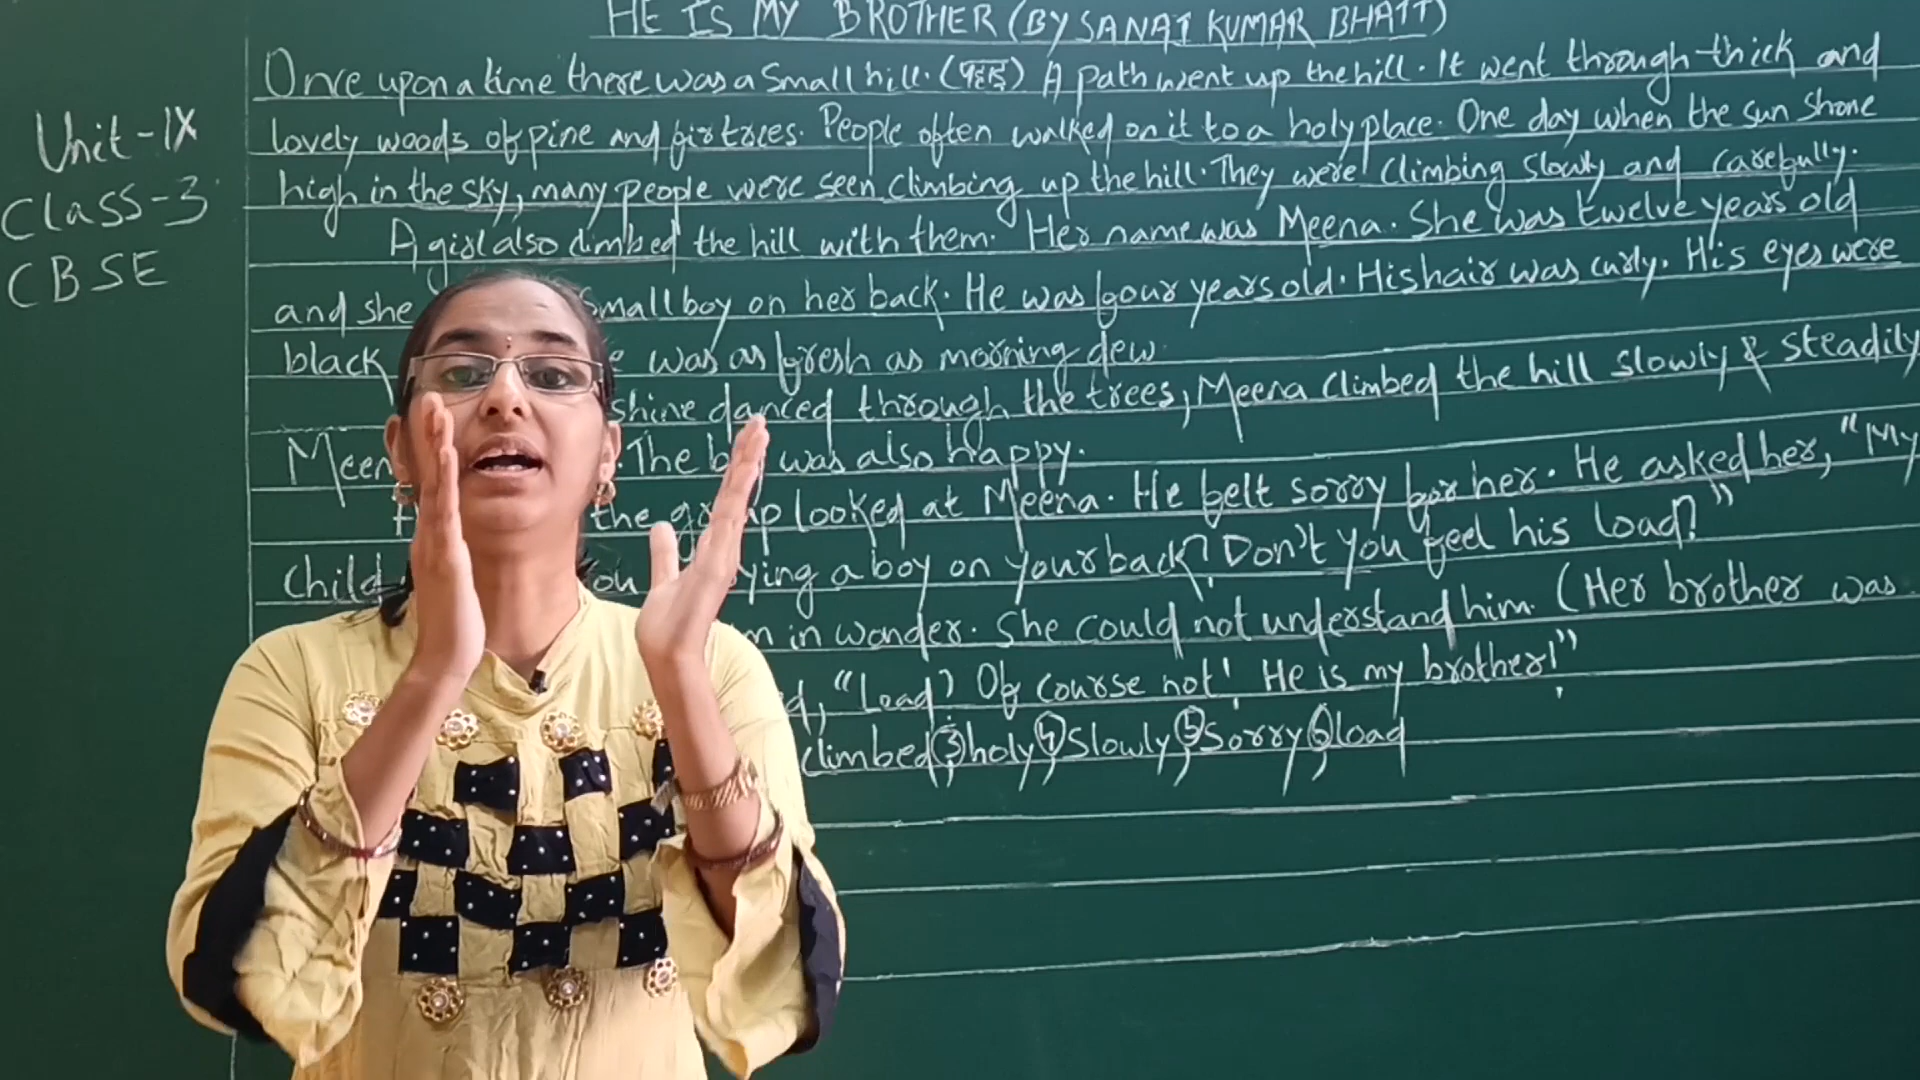 HE IS MY BROTHER (BY SANAT KUMAR BHATT)
Unit-IX
Class-3
CBSE
Once upon a time there was a small hill. A path went up the hill. It went through thick and
lovely woods of pine and fir trees. People often walked on it to a holy place. One day when the sun shone
high in the sky, many people were seen climbing up the hill. They were climbing slowly and carefully.
A girl also climbed the hill with them. Her name was Meena. She was twelve years old
and she small boy on her back. He was four years old. His hair was curly. His eyes were
black was as fresh as morning dew.
shine danced through the trees, Meena climbed the hill slowly & steadily
Meen . The boy was also happy.
the group looked at Meena. He felt sorry for her. He asked her, "My
child ou ying a boy on your back? Don't you feel his load?"
in wonder. She could not understand him. (Her brother was
d, "Load? Of course not! He is my brother!"
climbed, ③ holy, ④ Slowly, ⑤ Sorry, ⑥ load